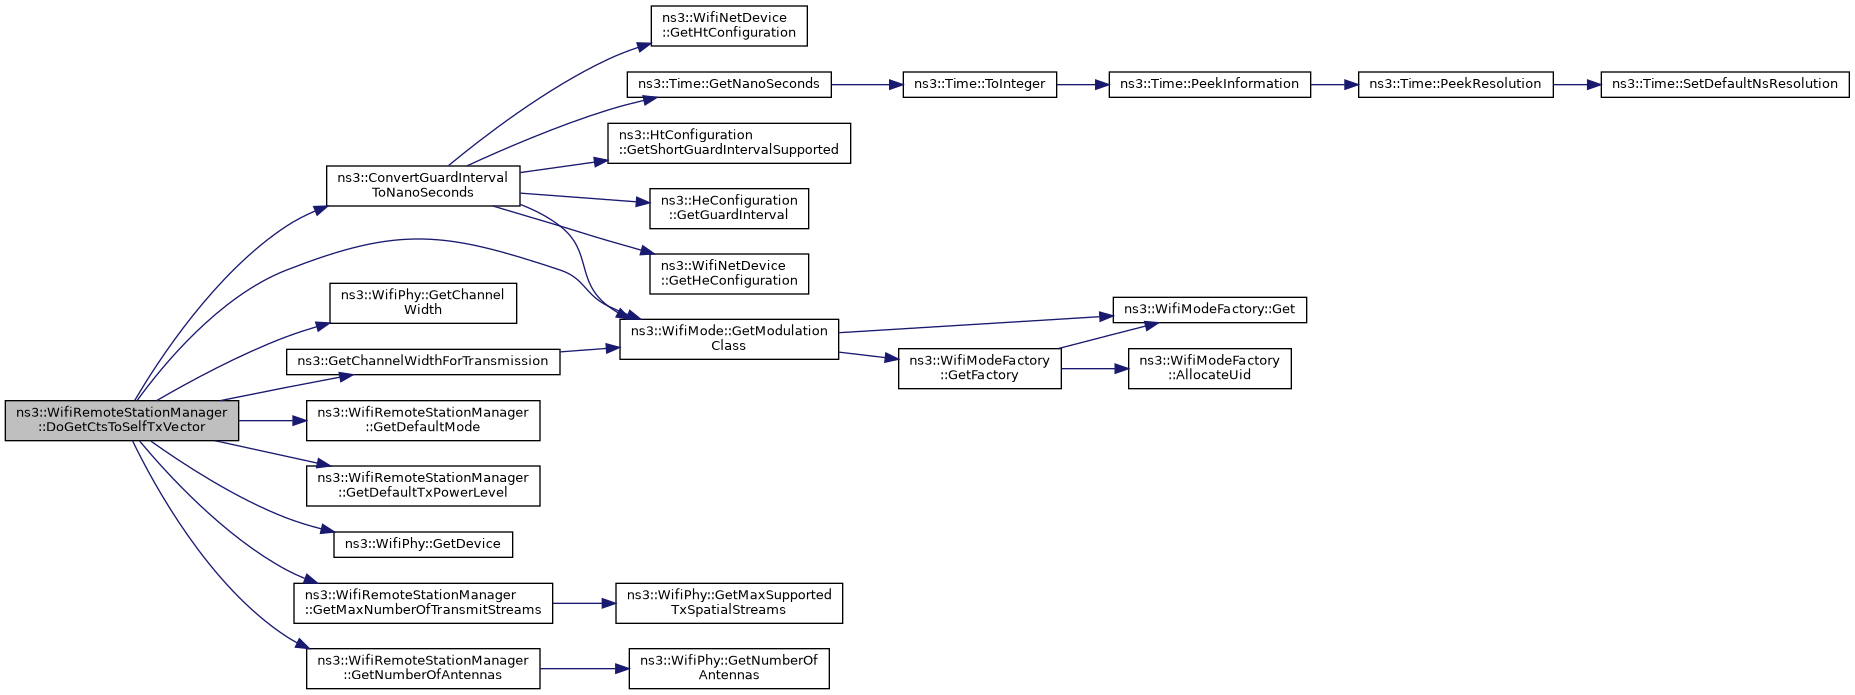 ns3::WifiNetDevice
::GetHtConfiguration
ns3::Time::GetNanoSeconds
ns3::Time::ToInteger
ns3::Time::PeekInformation
ns3::Time::PeekResolution
ns3::Time::SetDefaultNsResolution
ns3::HtConfiguration
::GetShortGuardIntervalSupported
ns3::ConvertGuardInterval
ToNanoSeconds
ns3::HeConfiguration
::GetGuardInterval
ns3::WifiNetDevice
::GetHeConfiguration
ns3::WifiPhy::GetChannel
Width
ns3::WifiMode::GetModulation
Class
ns3::WifiModeFactory::Get
ns3::GetChannelWidthForTransmission
ns3::WifiModeFactory
::GetFactory
ns3::WifiModeFactory
::AllocateUid
ns3::WifiRemoteStationManager
::DoGetCtsToSelfTxVector
ns3::WifiRemoteStationManager
::GetDefaultMode
ns3::WifiRemoteStationManager
::GetDefaultTxPowerLevel
ns3::WifiPhy::GetDevice
ns3::WifiRemoteStationManager
::GetMaxNumberOfTransmitStreams
ns3::WifiPhy::GetMaxSupported
TxSpatialStreams
ns3::WifiRemoteStationManager
::GetNumberOfAntennas
ns3::WifiPhy::GetNumberOf
Antennas